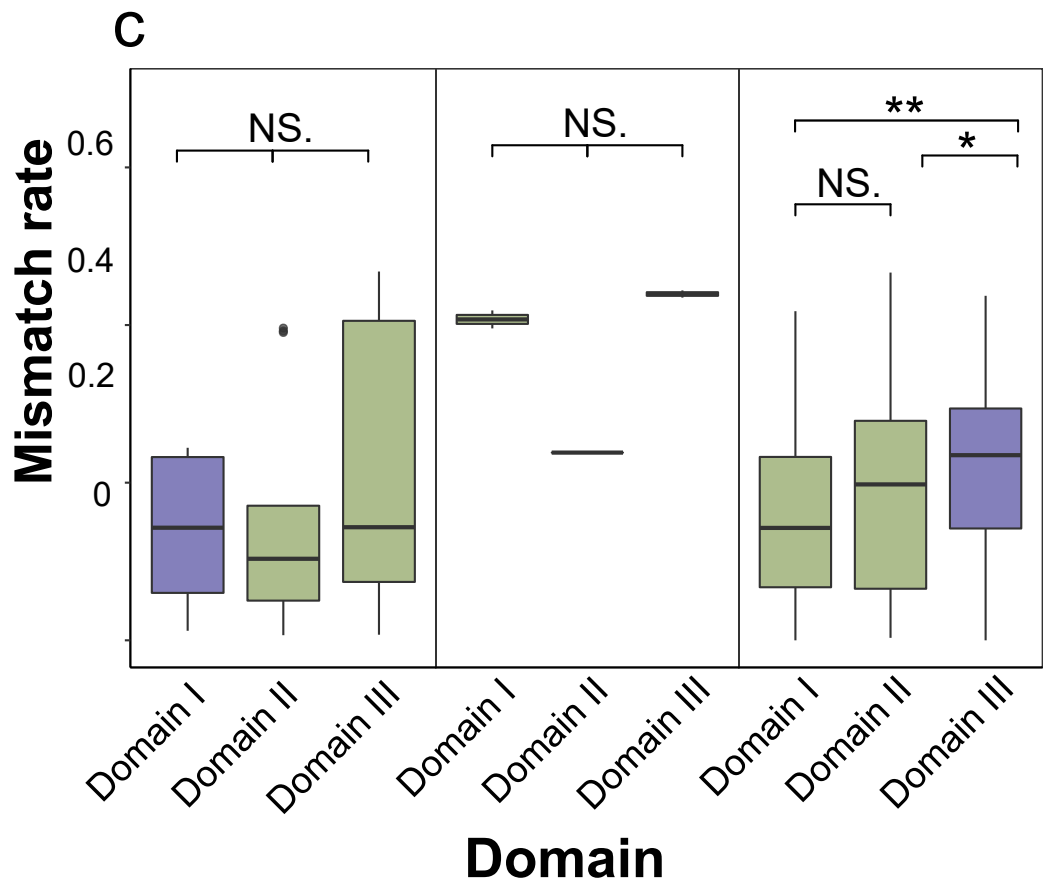 C
Mismatch rate
0.6
0.4
0.2
0
NS.
NS.
**
*
NS.
Domain I
Domain II
Domain III
Domain I
Domain II
Domain III
Domain I
Domain II
Domain III
Domain